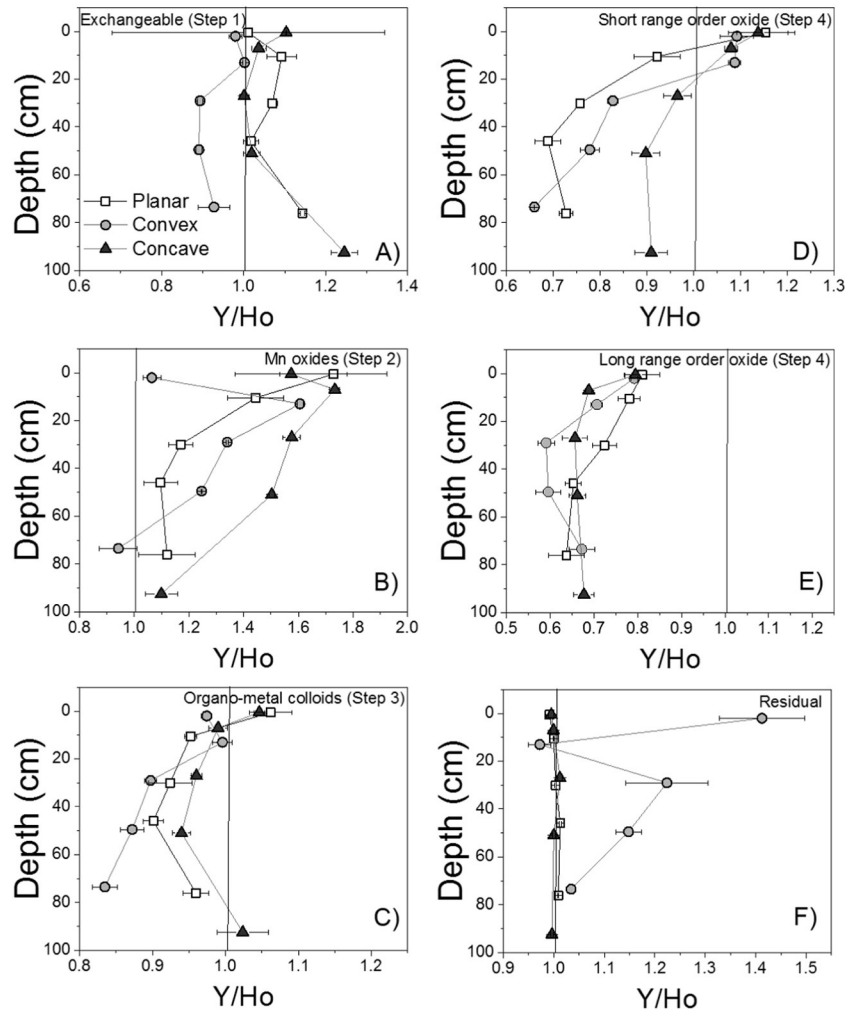 Exchangeable (Step 1)
0
20
40
60
80
100
Depth (cm)
Planar
Convex
Concave
A)
0.6 0.8 1.0 1.2 1.4
Y/Ho
Short range order oxide (Step 4)
0
20
40
60
80
100
Depth (cm)
D)
0.6 0.7 0.8 0.9 1.0 1.1 1.2 1.3
Y/Ho
Mn oxides (Step 2)
0
20
40
60
80
100
Depth (cm)
B)
1.0 1.2 1.4 1.6 1.8 2.0
Y/Ho
Long range order oxide (Step 4)
0
20
40
60
80
100
Depth (cm)
E)
0.5 0.6 0.7 0.8 0.9 1.0 1.1 1.2
Y/Ho
Organo-metal colloids (Step 3)
0
20
40
60
80
100
Depth (cm)
C)
0.8 0.9 1.0 1.1 1.2
Y/Ho
Residual
0
20
40
60
80
100
Depth (cm)
F)
0.9 1.0 1.1 1.2 1.3 1.4 1.5
Y/Ho